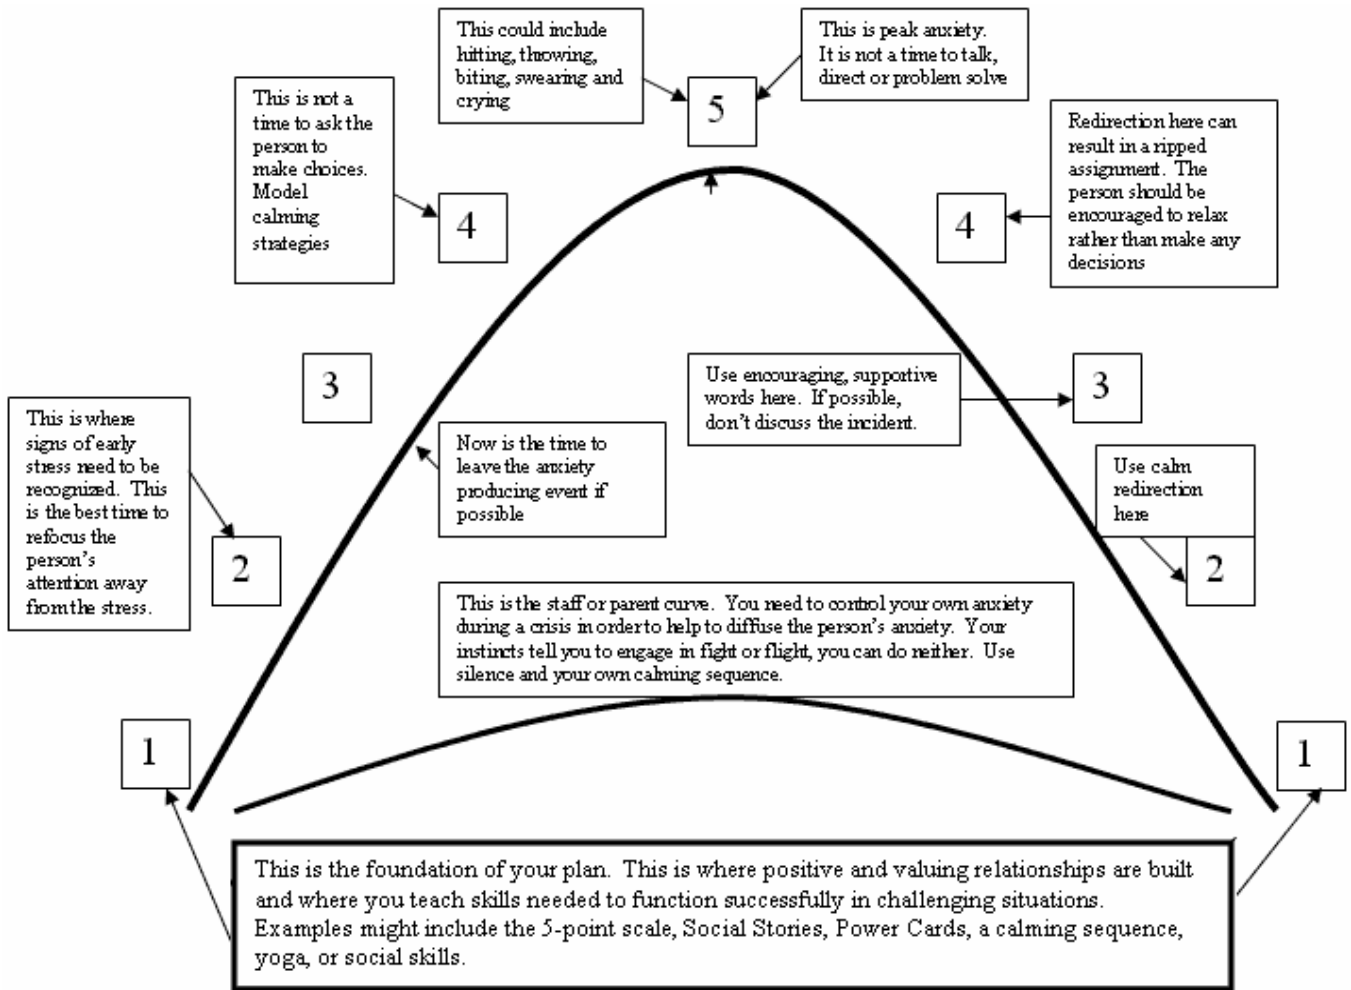 This could include
hitting, throwing,
biting, swearing and
crying
This is peak anxiety.
It is not a time to talk,
direct or problem solve
5
This is not a
time to ask the
person to
make choices.
Model
calming
strategies
4
4
Redirection here can
result in a ripped
assignment. The
person should be
encouraged to relax
rather than make any
decisions
3
Use encouraging, supportive
words here. If possible,
don't discuss the incident.
3
This is where
signs of early
stress need to be
recognized. This
is the best time to
refocus the
person's
attention away
from the stress.
2
Now is the time to
leave the anxiety
producing event if
possible
Use calm
redirection
here
2
This is the staff or parent curve. You need to control your own anxiety
during a crisis in order to help to diffuse the person's anxiety. Your
instincts tell you to engage in fight or flight, you can do neither. Use
silence and your own calming sequence.
1
1
This is the foundation of your plan. This is where positive and valuing relationships are built
and where you teach skills needed to function successfully in challenging situations.
Examples might include the 5-point scale, Social Stories, Power Cards, a calming sequence,
yoga, or social skills.